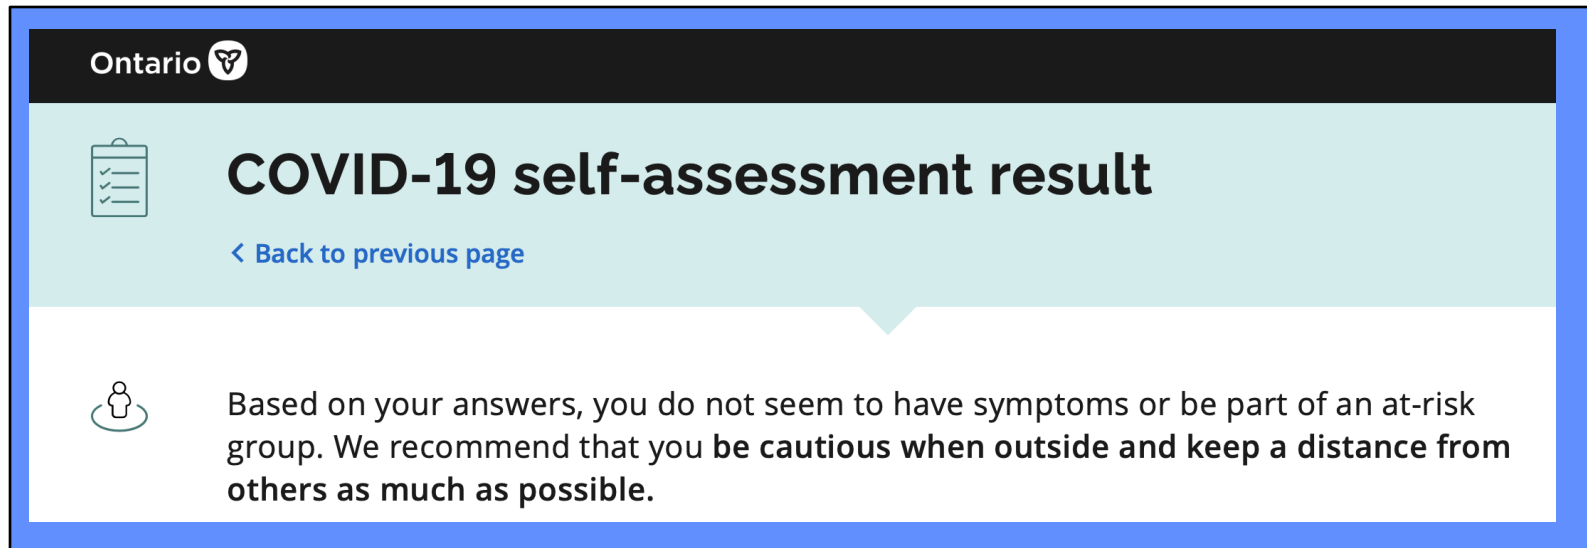 Ontario
COVID-19 self-assessment result
Back to previous page
Based on your answers, you do not seem to have symptoms or be part of an at-risk
group. We recommend that you be cautious when outside and keep a distance from
others as much as possible.